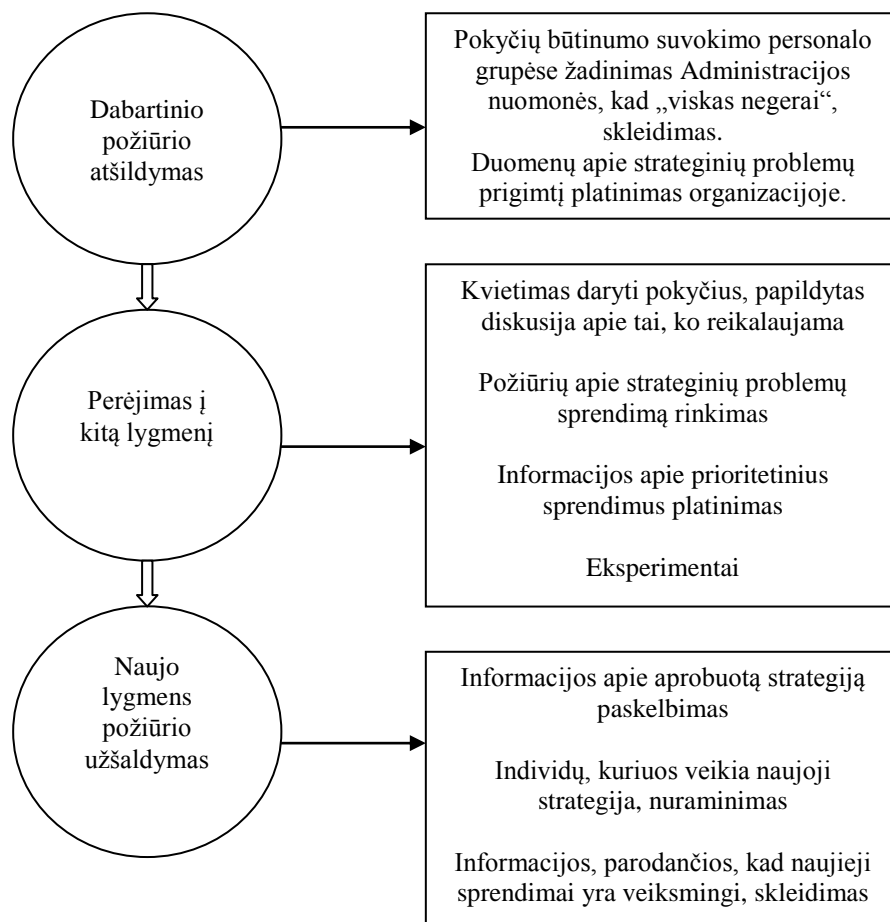 Dabartinio
požiūrio
atšildymas
Pokyčių būtinumo suvokimo personalo
grupėse žadinimas Administracijos
nuomonės, kad „viskas negerai“,
skleidimas.
Duomenų apie strateginių problemų
prigimtį platinimas organizacijoje.
Perėjimas į
kitą lygmenį
Kvietimas daryti pokyčius, papildytas
diskusija apie tai, ko reikalaujama
Požiūrių apie strateginių problemų
sprendimą rinkimas
Informacijos apie prioritetinius
sprendimus platinimas
Eksperimentai
Naujo
lygmens
požiūrio
užšaldymas
Informacijos apie aprobuotą strategiją
paskelbimas
Individų, kuriuos veikia naujoji
strategija, nuraminimas
Informacijos, parodančios, kad naujieji
sprendimai yra veiksmingi, skleidimas